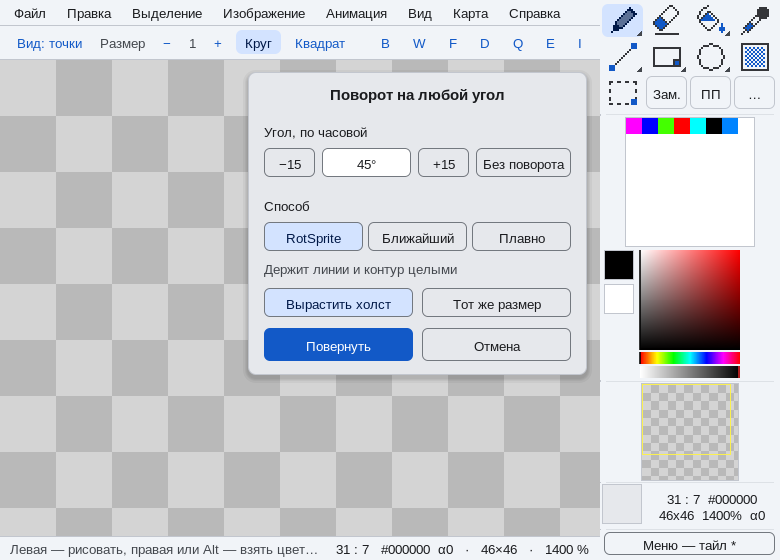 Файл Правка Выделение Изображение Анимация Вид Карта Справка
Вид: точки Размер − 1 + Круг Квадрат B W F D Q E I
Зам. ПП ...
Поворот на любой угол
Угол, по часовой
−15 45° +15 Без поворота
Способ
RotSprite Ближайший Плавно
Держит линии и контур целыми
Вырастить холст Тот же размер
Повернуть Отмена
31 : 7 #000000
46x46 1400% α0
Меню — тайл *
Левая — рисовать, правая или Alt — взять цвет… 31 : 7 #000000 α0 · 46×46 · 1400 %